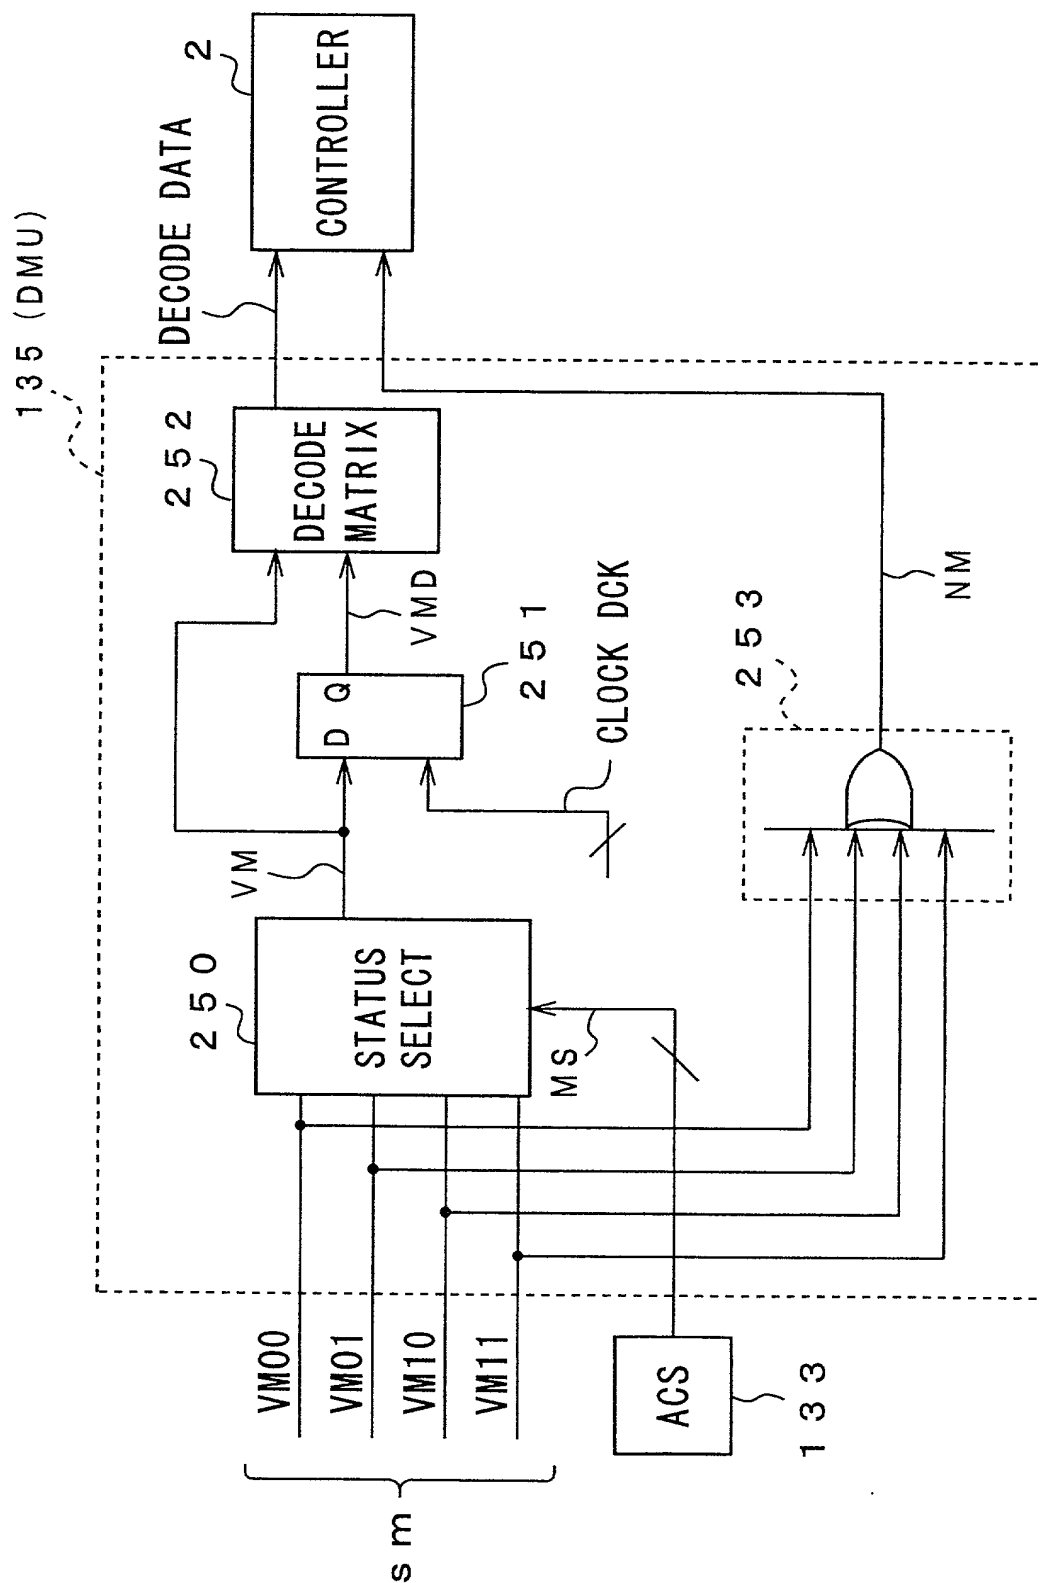 135 (DMU)
sm
VM00
VM01
VM10
VM11
250
STATUS
SELECT
VM
D Q
251
VMD
252
DECODE
MATRIX
DECODE DATA
2
CONTROLLER
CLOCK DCK
MS
ACS
133
253
NM